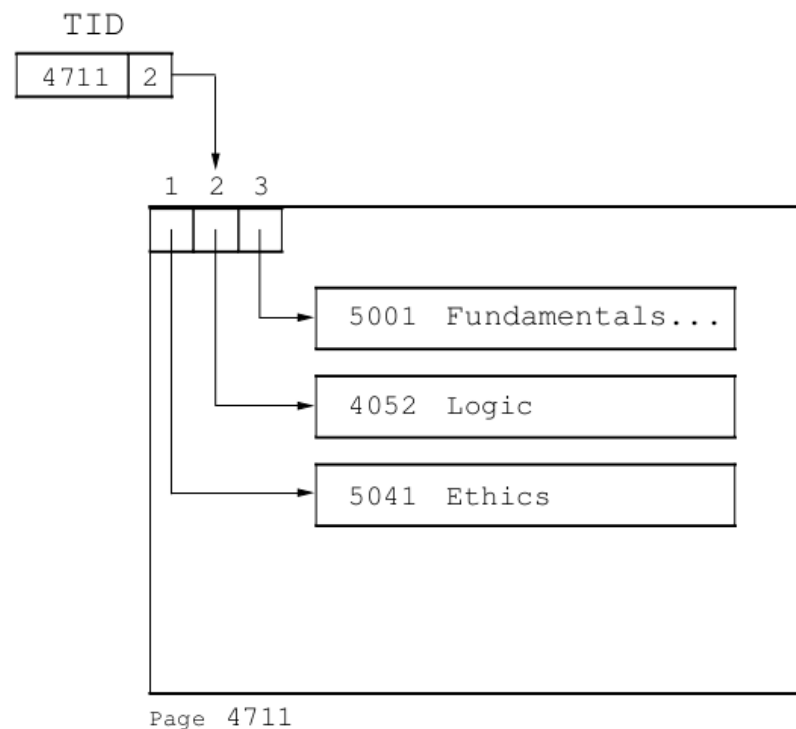 TID
4711 2
1 2 3
5001 Fundamentals...
4052 Logic
5041 Ethics
Page 4711